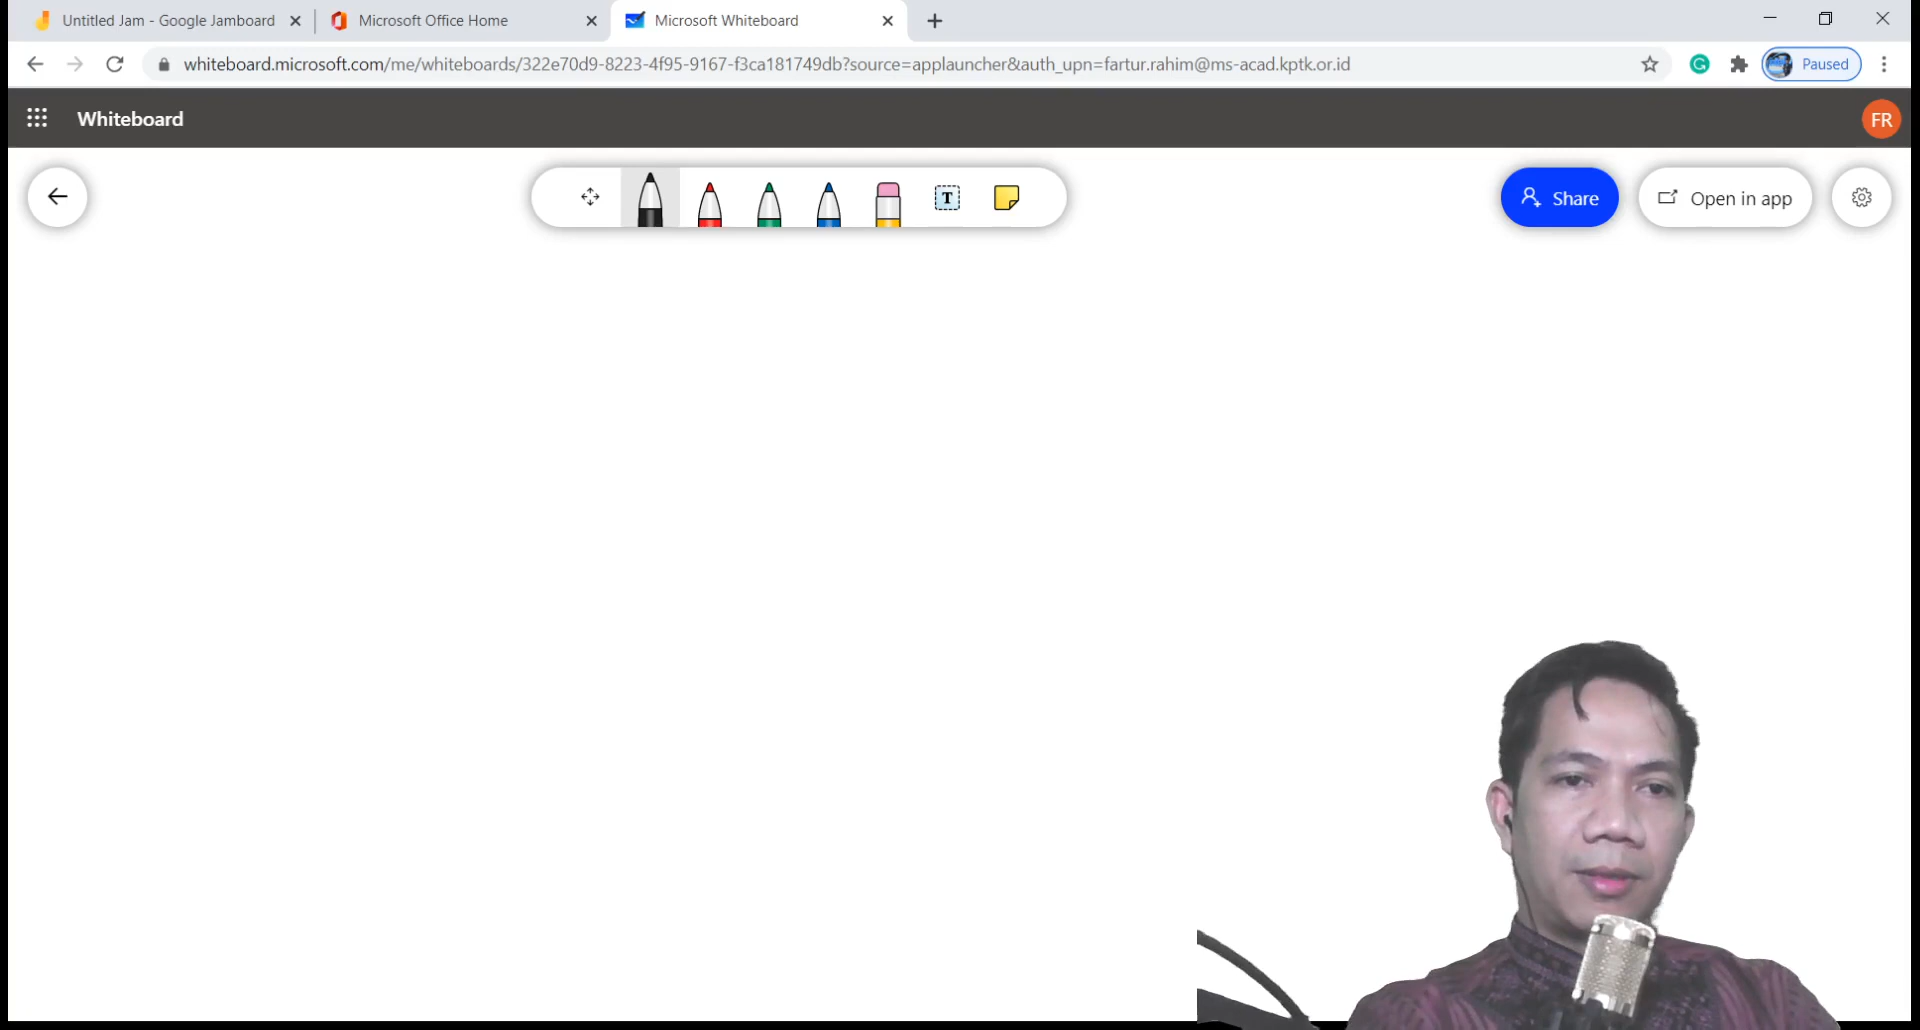 Untitled Jam - Google Jamboard
Microsoft Office Home
Microsoft Whiteboard
whiteboard.microsoft.com/me/whiteboards/322e70d9-8223-4f95-9167-f3ca181749db?source=applauncher&auth_upn=fartur.rahim@ms-acad.kptk.or.id
G
Paused
Whiteboard
FR
T
Share
Open in app